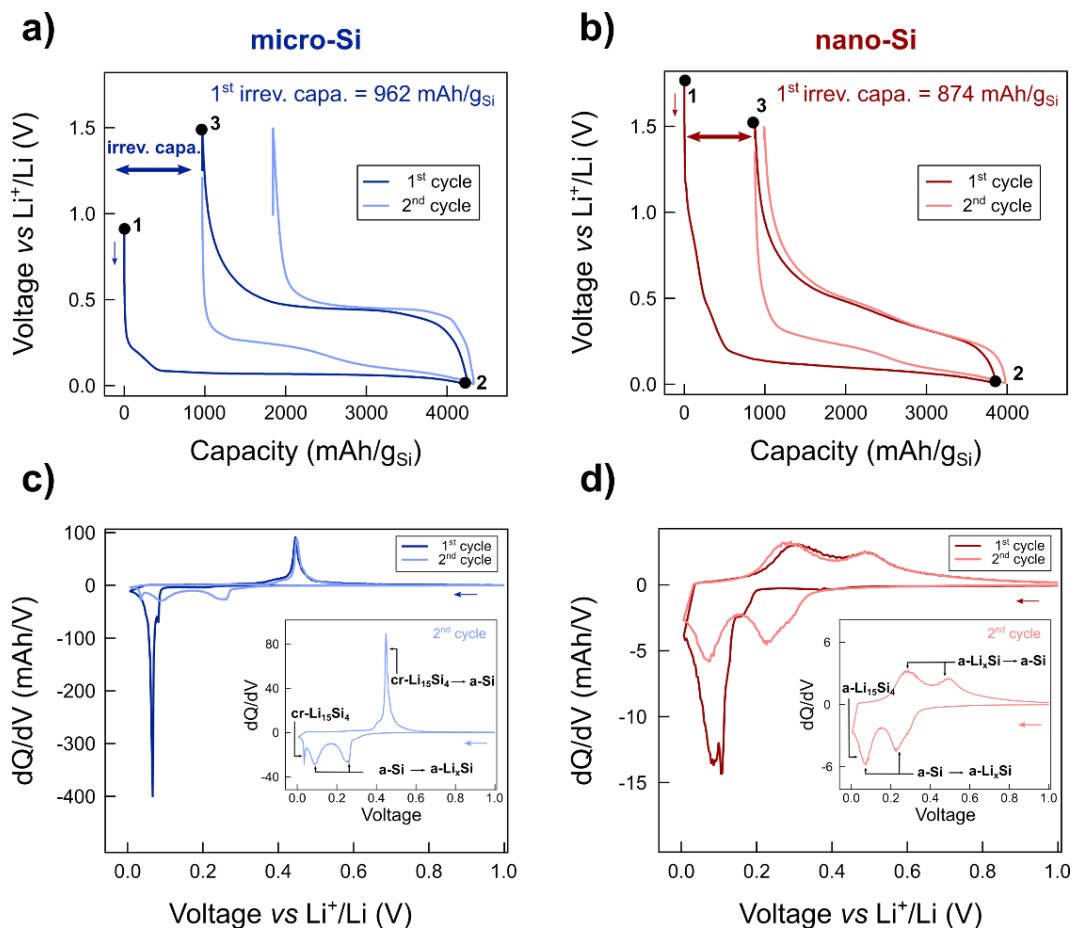 a)
micro-Si
1st irrev. capa. = 962 mAh/gSi
3
irrev. capa.
1
2
1st cycle
2nd cycle
1.5
1.0
0.5
0.0
Voltage vs Li+/Li (V)
0
1000
2000
3000
4000
Capacity (mAh/gSi)
b)
nano-Si
1st irrev. capa. = 874 mAh/gSi
1
3
2
1st cycle
2nd cycle
1.5
1.0
0.5
0.0
Voltage vs Li+/Li (V)
0
1000
2000
3000
4000
Capacity (mAh/gSi)
c)
100
0
-100
-200
-300
-400
dQ/dV (mAh/V)
1st cycle
2nd cycle
2nd cycle
80
40
0
-40
dQ/dV
cr-Li15Si4 → a-Si
cr-Li15Si4
a-Si → a-LixSi
0.0
0.2
0.4
0.6
0.8
1.0
Voltage
0.0
0.2
0.4
0.6
0.8
1.0
Voltage vs Li+/Li (V)
d)
5
0
-5
-10
-15
dQ/dV (mAh/V)
1st cycle
2nd cycle
2nd cycle
6
0
-6
dQ/dV
a-LixSi → a-Si
a-Li15Si4
a-Si → a-LixSi
0.0
0.2
0.4
0.6
0.8
1.0
Voltage
0.0
0.2
0.4
0.6
0.8
1.0
Voltage vs Li+/Li (V)